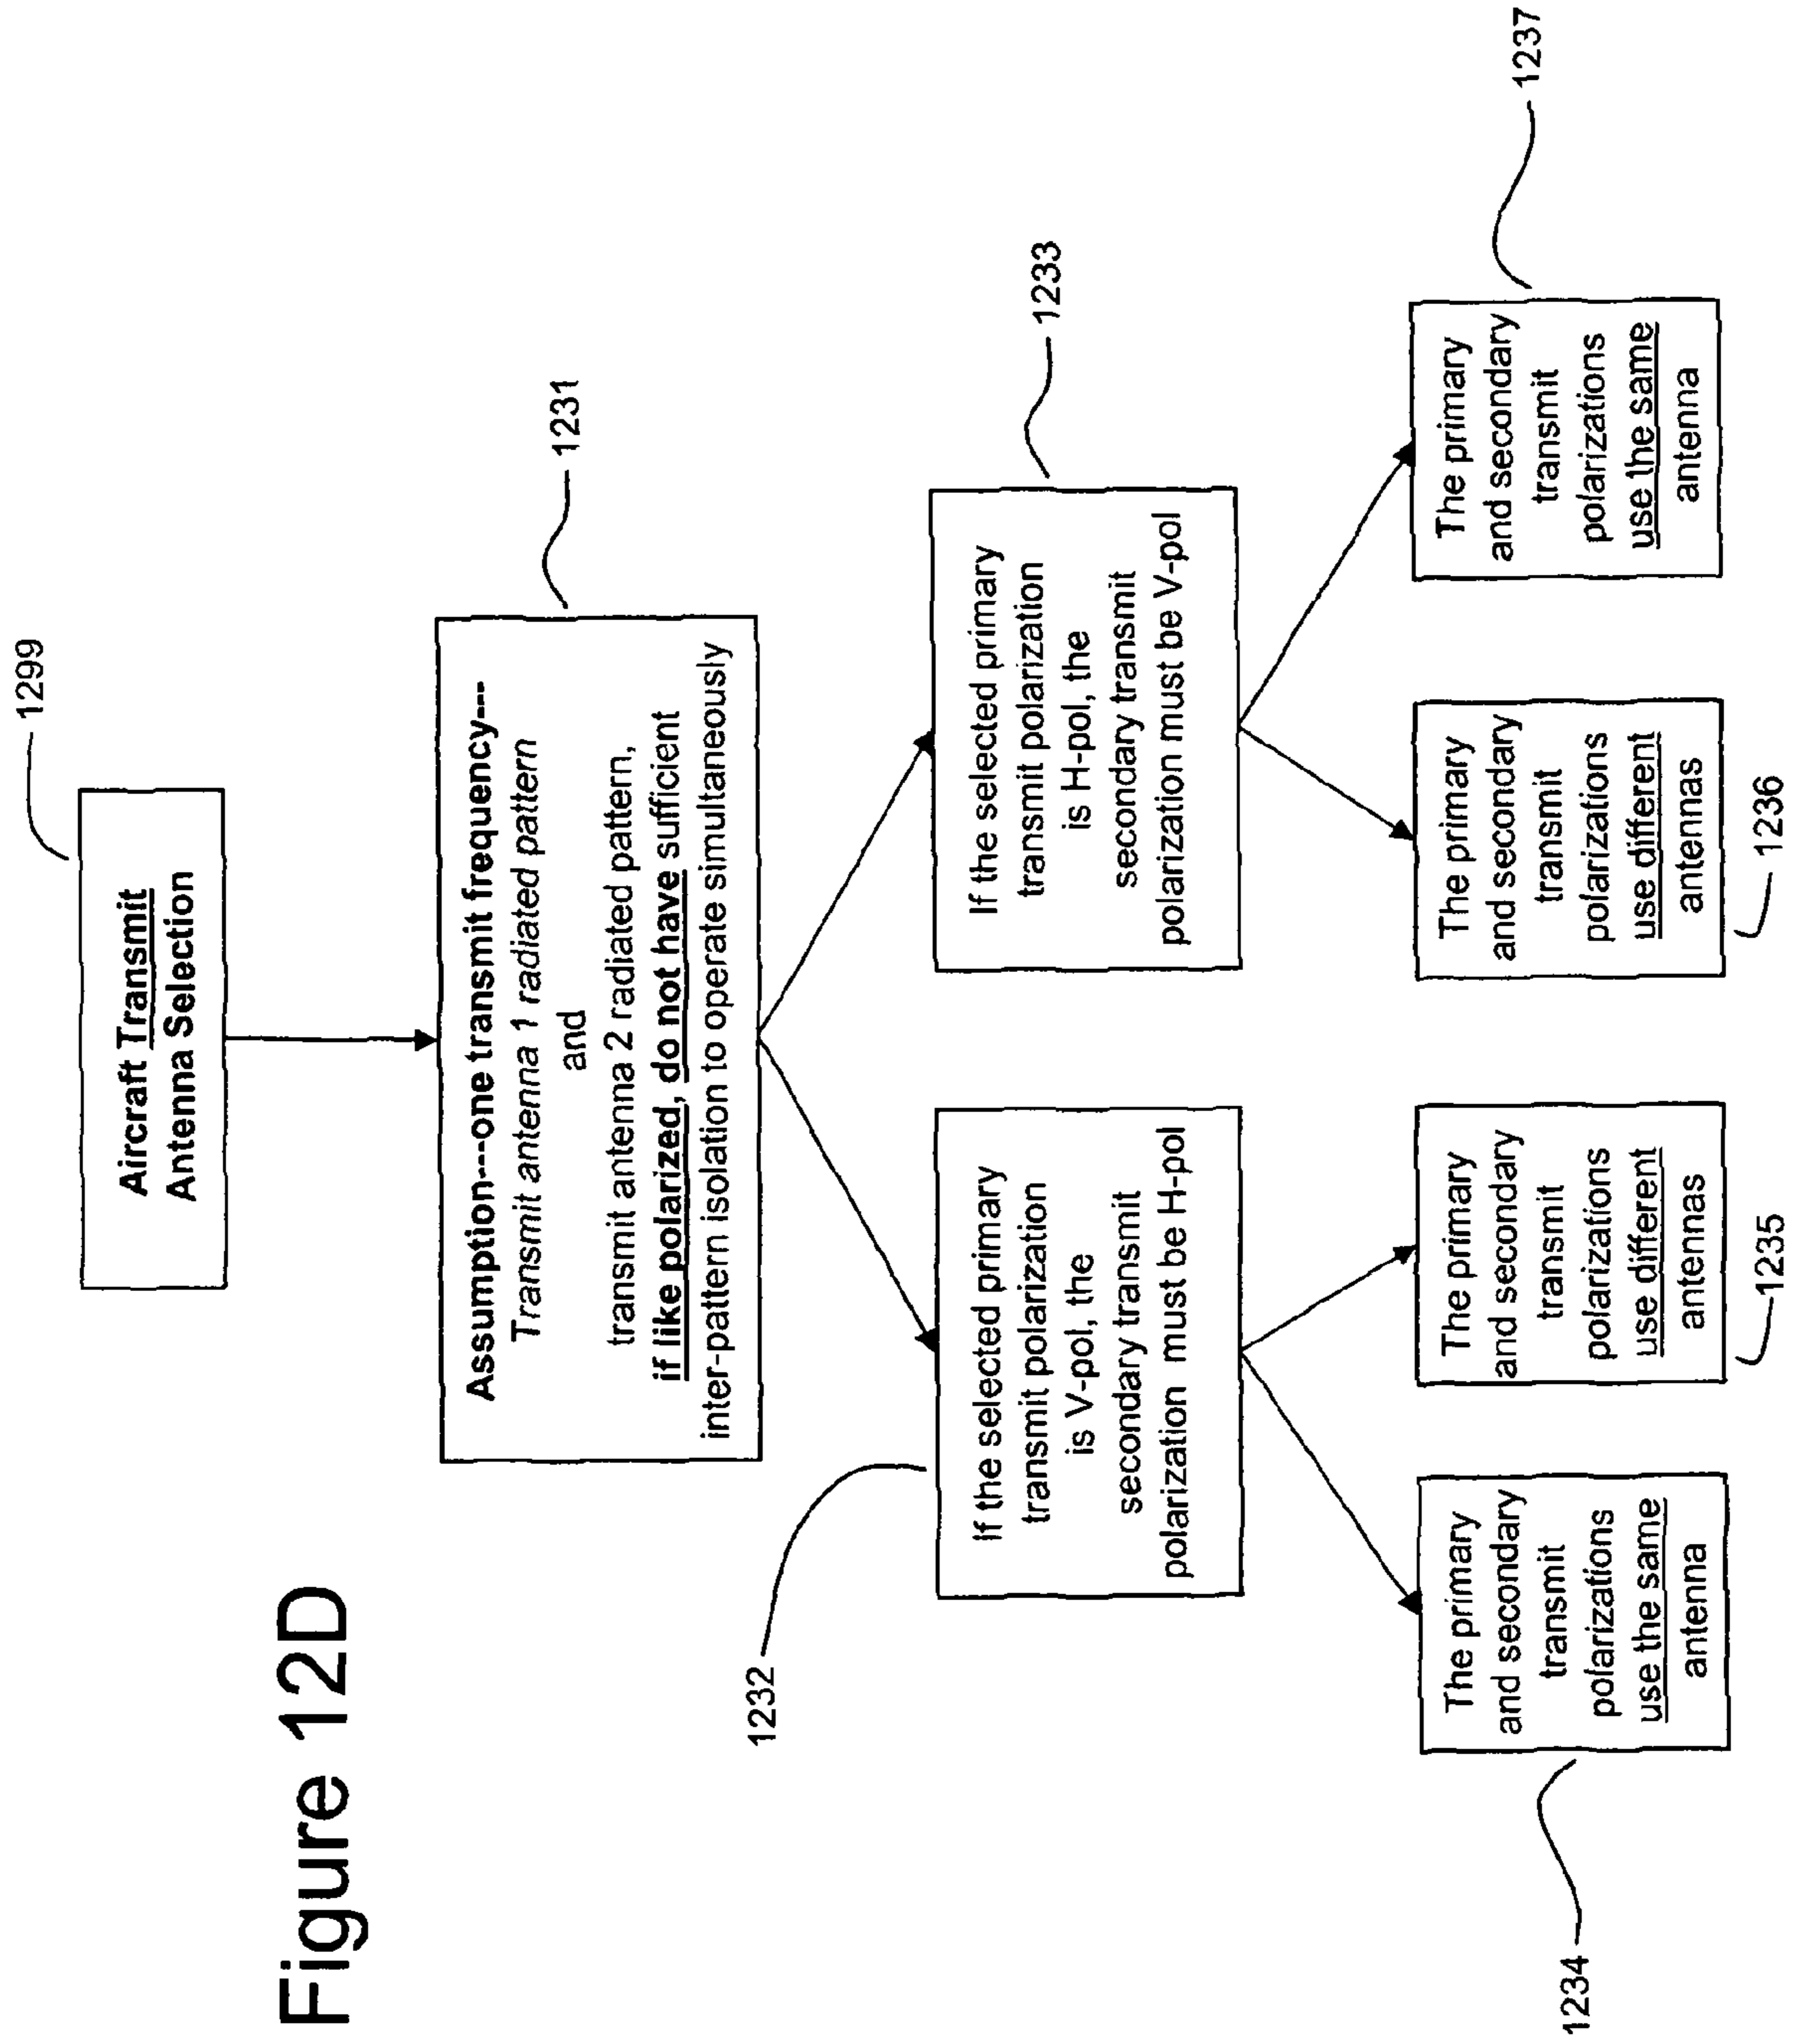 Figure 12D
1299
Aircraft Transmit
Antenna Selection
1231
Assumption---one transmit frequency---
Transmit antenna 1 radiated pattern
and
transmit antenna 2 radiated pattern,
if like polarized, do not have sufficient
inter-pattern isolation to operate simultaneously
1232
If the selected primary
transmit polarization
is V-pol, the
secondary transmit
polarization must be H-pol
1233
If the selected primary
transmit polarization
is H-pol, the
secondary transmit
polarization must be V-pol
1234
The primary
and secondary
transmit
polarizations
use the same
antenna
The primary
and secondary
transmit
polarizations
use different
antennas
1235
The primary
and secondary
transmit
polarizations
use different
antennas
1236
1237
The primary
and secondary
transmit
polarizations
use the same
antenna